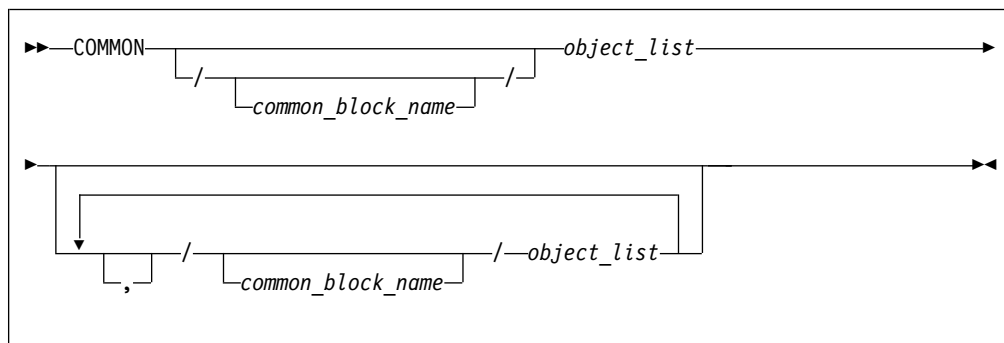 COMMON object_list
/ /
common_block_name
/ / object_list
, common_block_name